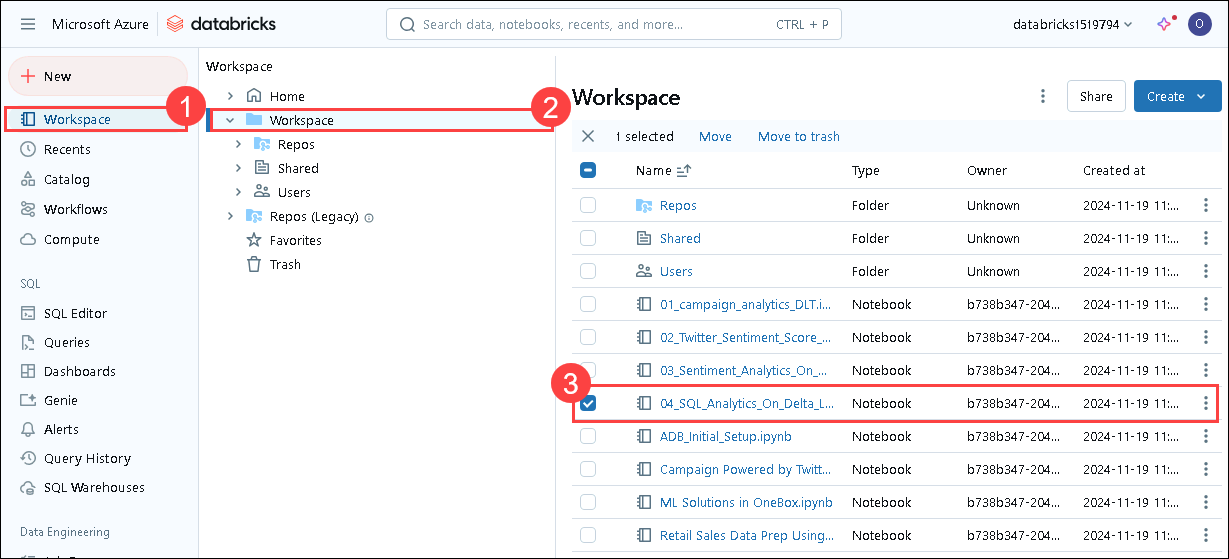 Microsoft Azure databricks Search data, notebooks, recents, and more... CTRL + P databricks1519794 O
New
1
Workspace
Recents
Catalog
Workflows
Compute
SQL
SQL Editor
Queries
Dashboards
Genie
Alerts
Query History
SQL Warehouses
Data Engineering
Workspace
Home
2
Workspace
Repos
Shared
Users
Repos (Legacy)
Favorites
Trash
Workspace Share Create
1 selected Move Move to trash
Name Type Owner Created at
Repos Folder Unknown 2024-11-19 11:...
Shared Folder Unknown 2024-11-19 11:...
Users Folder Unknown 2024-11-19 11:...
01_campaign_analytics_DLT.i... Notebook b738b347-204... 2024-11-19 11:...
02_Twitter_Sentiment_Score_... Notebook b738b347-204... 2024-11-19 11:...
03_Sentiment_Analytics_On_... Notebook b738b347-204... 2024-11-19 11:...
3
04_SQL_Analytics_On_Delta_L... Notebook b738b347-204... 2024-11-19 11:...
ADB_Initial_Setup.ipynb Notebook b738b347-204... 2024-11-19 11:...
Campaign Powered by Twitt... Notebook b738b347-204... 2024-11-19 11:...
ML Solutions in OneBox.ipynb Notebook b738b347-204... 2024-11-19 11:...
Retail Sales Data Prep Using... Notebook b738b347-204... 2024-11-19 11:...